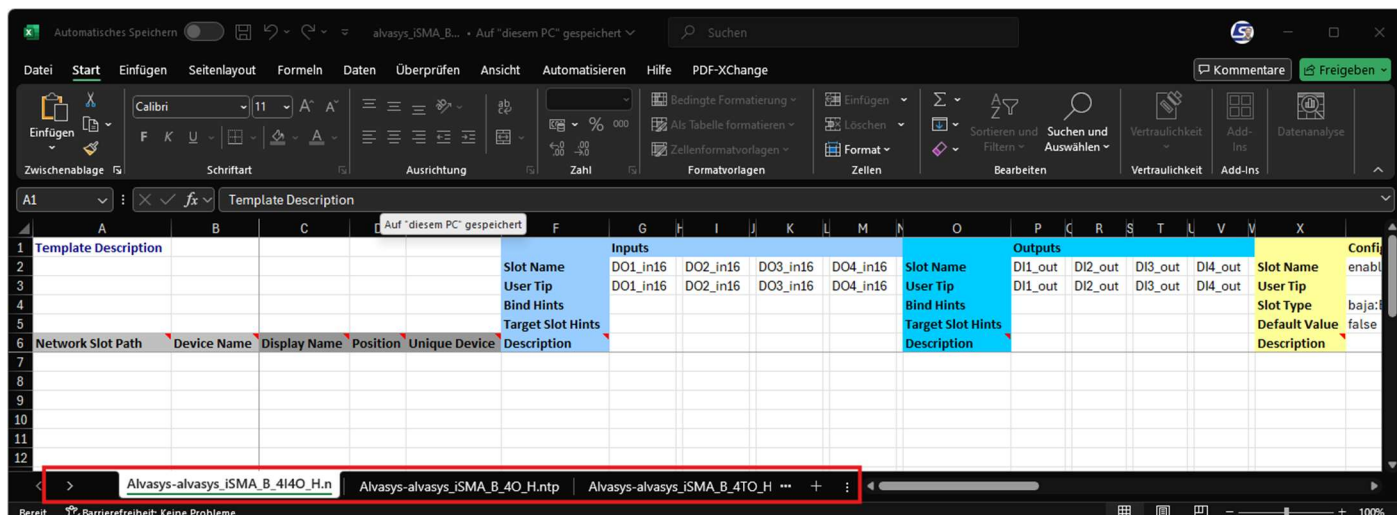 Automatisches Speichern alvasys_iSMA_B... • Auf "diesem PC" gespeichert Suchen
Datei Start Einfügen Seitenlayout Formeln Daten Überprüfen Ansicht Automatisieren Hilfe PDF-XChange Kommentare Freigeben
Calibri 11 A^ A˅ ab Bedingte Formatierung Einfügen Σ
Einfügen F K U A % 000 Als Tabelle formatieren Löschen Sortieren und Filtern Suchen und Auswählen Vertraulichkeit Add-Ins Datenanalyse
Zellenformatvorlagen Format
Zwischenablage Schriftart Ausrichtung Zahl Formatvorlagen Zellen Bearbeiten Vertraulichkeit Add-Ins
A1 fx Template Description
Auf "diesem PC" gespeichert
A B C D F G H I J K L M N O P Q R S T U V W X
1 Template Description Inputs Outputs Confi
2 Slot Name DO1_in16 DO2_in16 DO3_in16 DO4_in16 Slot Name DI1_out DI2_out DI3_out DI4_out Slot Name enabl
3 User Tip DO1_in16 DO2_in16 DO3_in16 DO4_in16 User Tip DI1_out DI2_out DI3_out DI4_out User Tip
4 Bind Hints Bind Hints Slot Type baja:
5 Target Slot Hints Target Slot Hints Default Value false
6 Network Slot Path Device Name Display Name Position Unique Device Description Description Description
7
8
9
10
11
12
Alvasys-alvasys_iSMA_B_4I4O_H.n Alvasys-alvasys_iSMA_B_4O_H.ntp Alvasys-alvasys_iSMA_B_4TO_H ···
Bereit Barrierefreiheit: Keine Probleme 100%